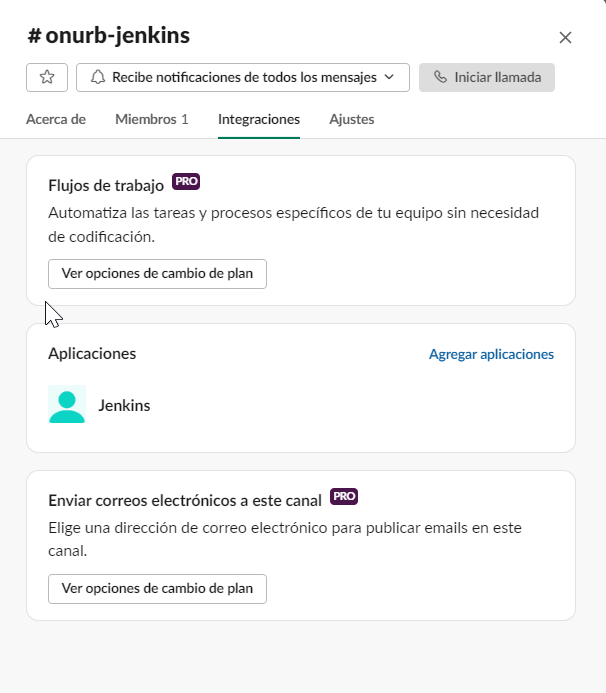 # onurb-jenkins
Recibe notificaciones de todos los mensajes
Iniciar llamada
Acerca de
Miembros 1
Integraciones
Ajustes
Flujos de trabajo PRO
Automatiza las tareas y procesos específicos de tu equipo sin necesidad
de codificación.
Ver opciones de cambio de plan
Aplicaciones
Agregar aplicaciones
Jenkins
Enviar correos electrónicos a este canal PRO
Elige una dirección de correo electrónico para publicar emails en este
canal.
Ver opciones de cambio de plan